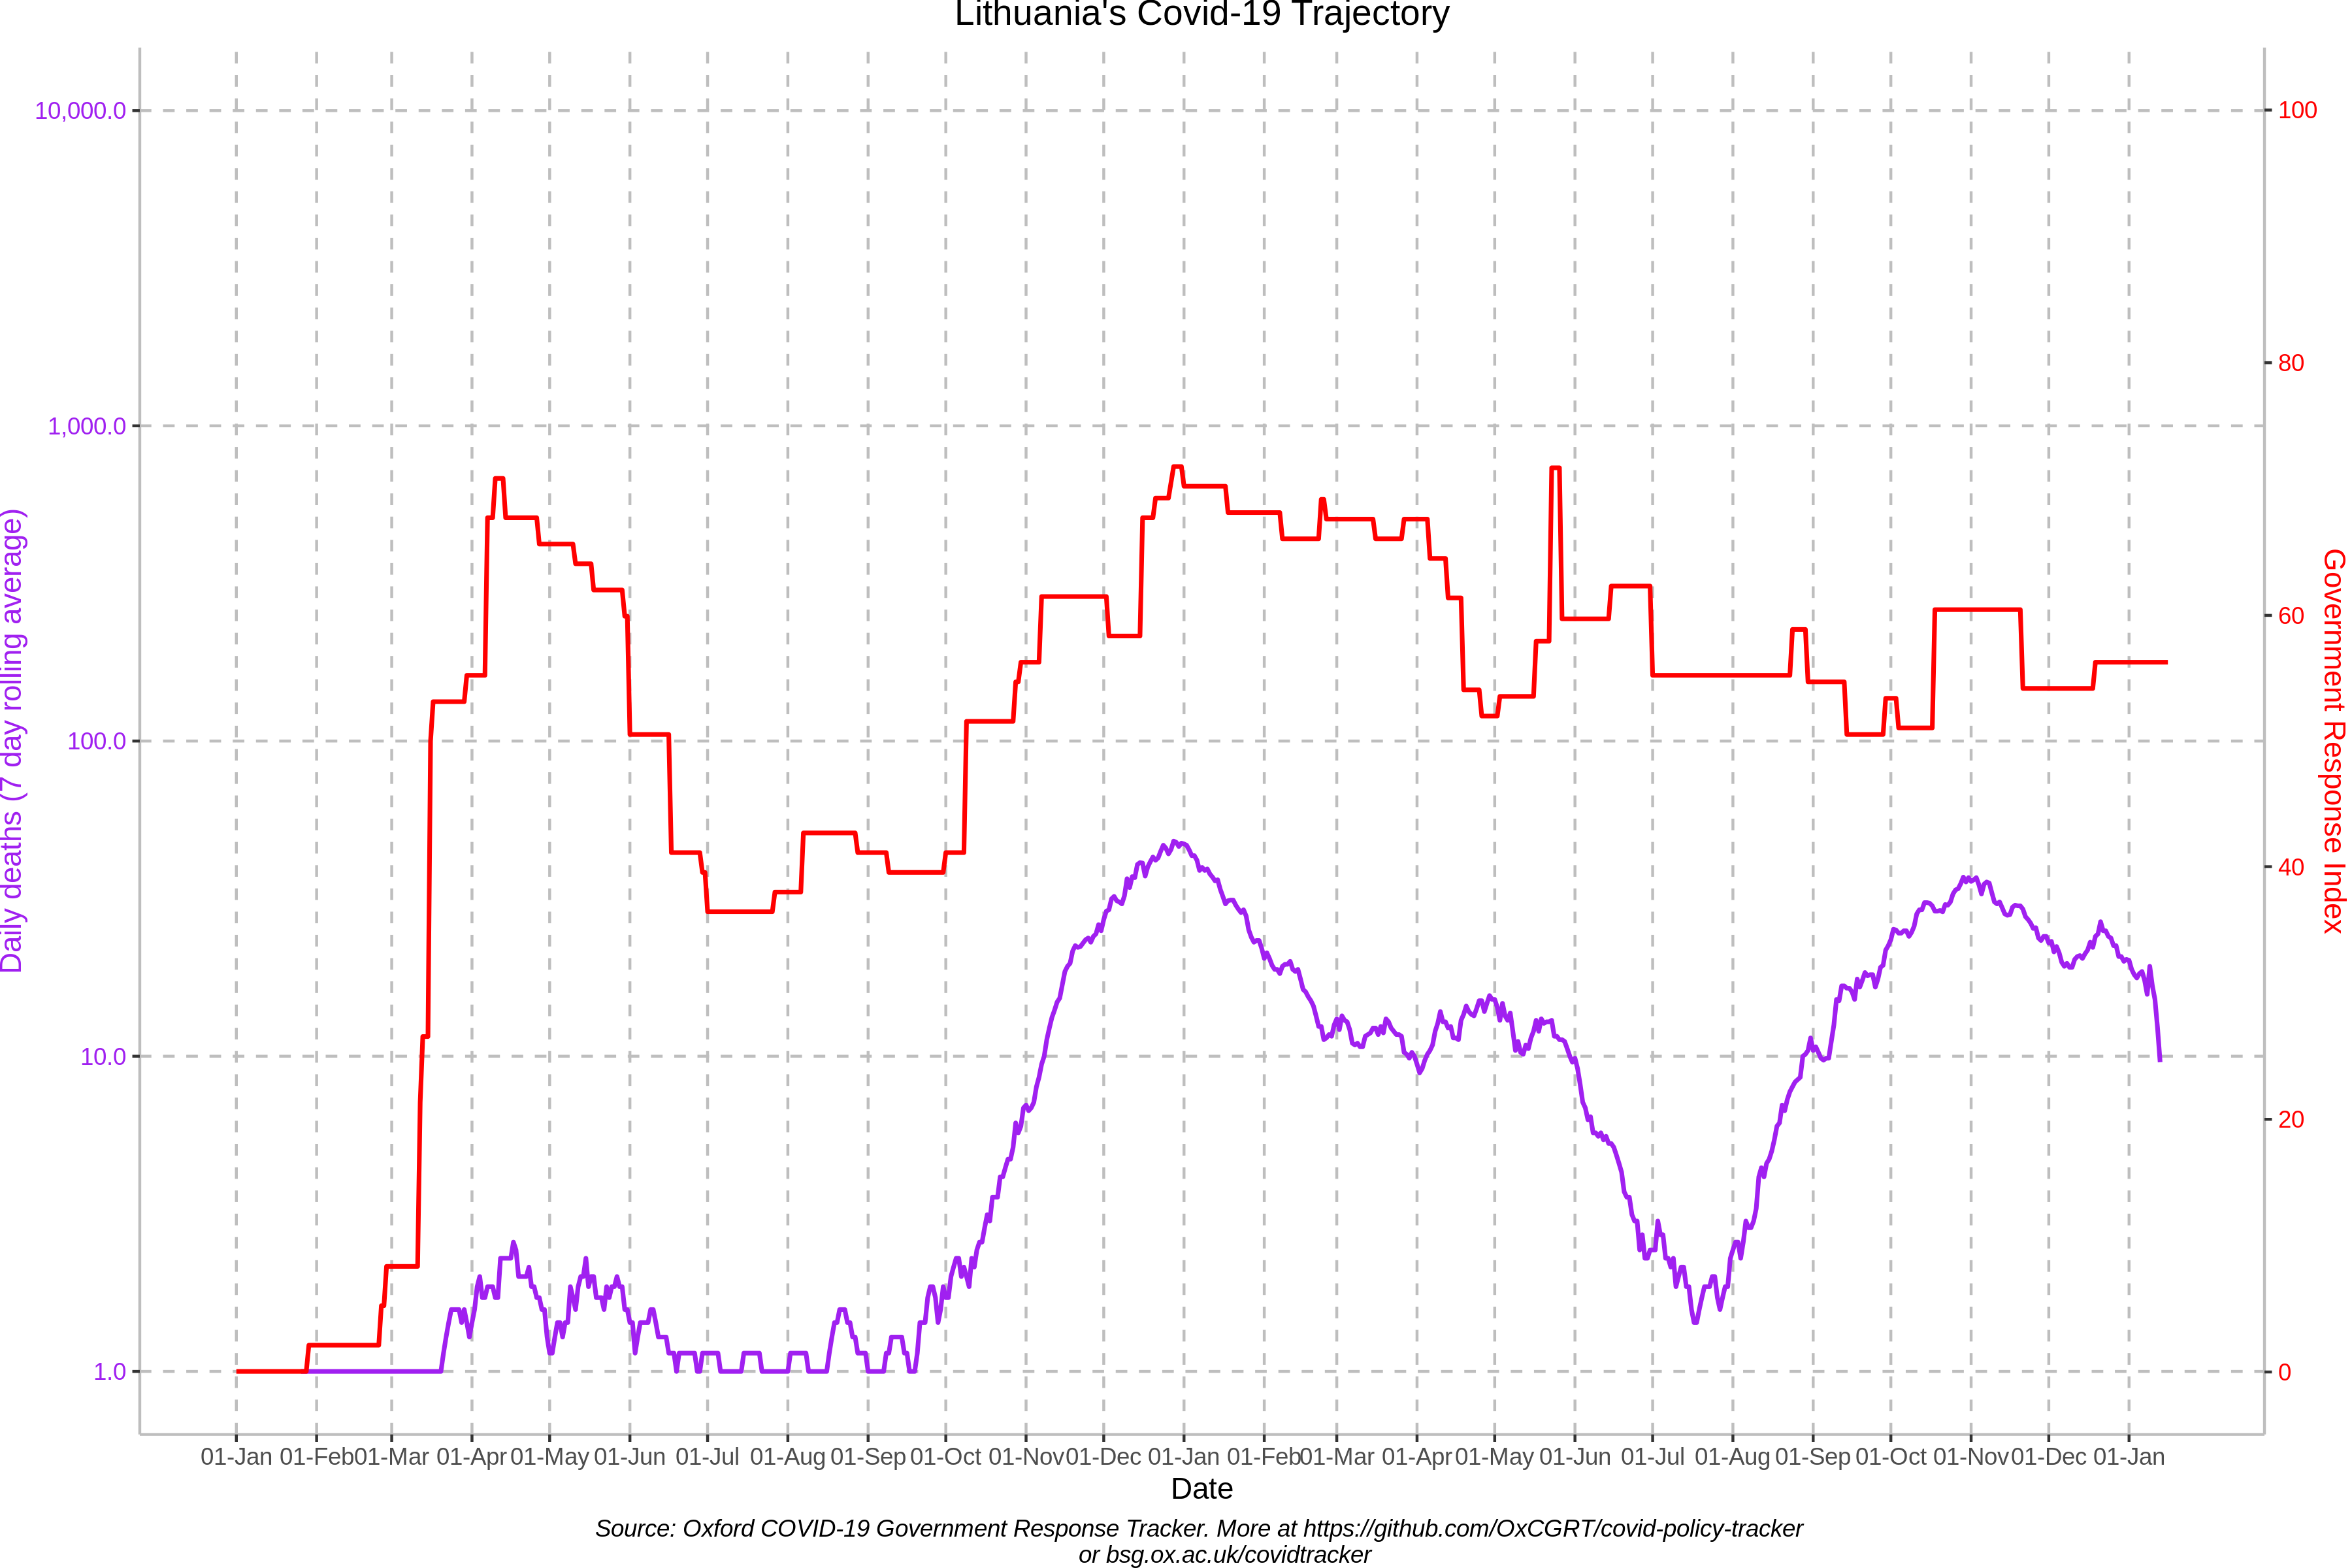 Lithuania's Covid-19 Trajectory
10,000.0
1,000.0
100.0
10.0
1.0
Daily deaths (7 day rolling average)
100
80
60
40
20
0
Government Response Index
01-Jan 01-Feb 01-Mar 01-Apr 01-May 01-Jun 01-Jul 01-Aug 01-Sep 01-Oct 01-Nov 01-Dec 01-Jan 01-Feb 01-Mar 01-Apr 01-May 01-Jun 01-Jul 01-Aug 01-Sep 01-Oct 01-Nov 01-Dec 01-Jan
Date
Source: Oxford COVID-19 Government Response Tracker. More at https://github.com/OxCGRT/covid-policy-tracker
or bsg.ox.ac.uk/covidtracker